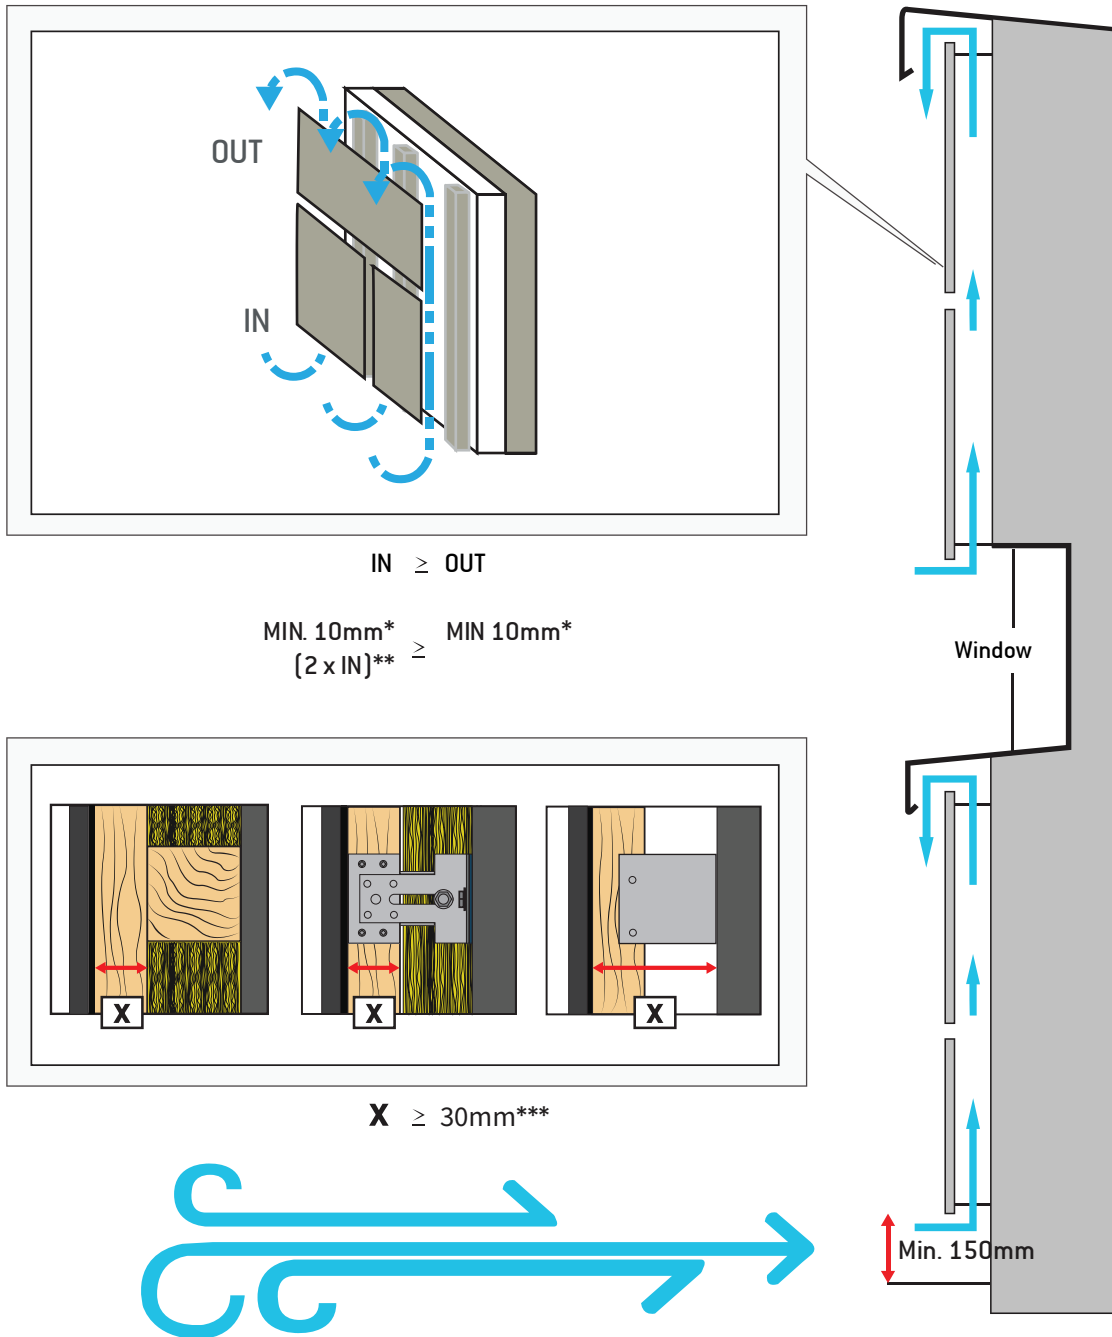 OUT
IN
IN ≥ OUT
MIN. 10mm* ≥ MIN 10mm*
(2 x IN)**
Window
X X X
X ≥ 30mm***
Min. 150mm